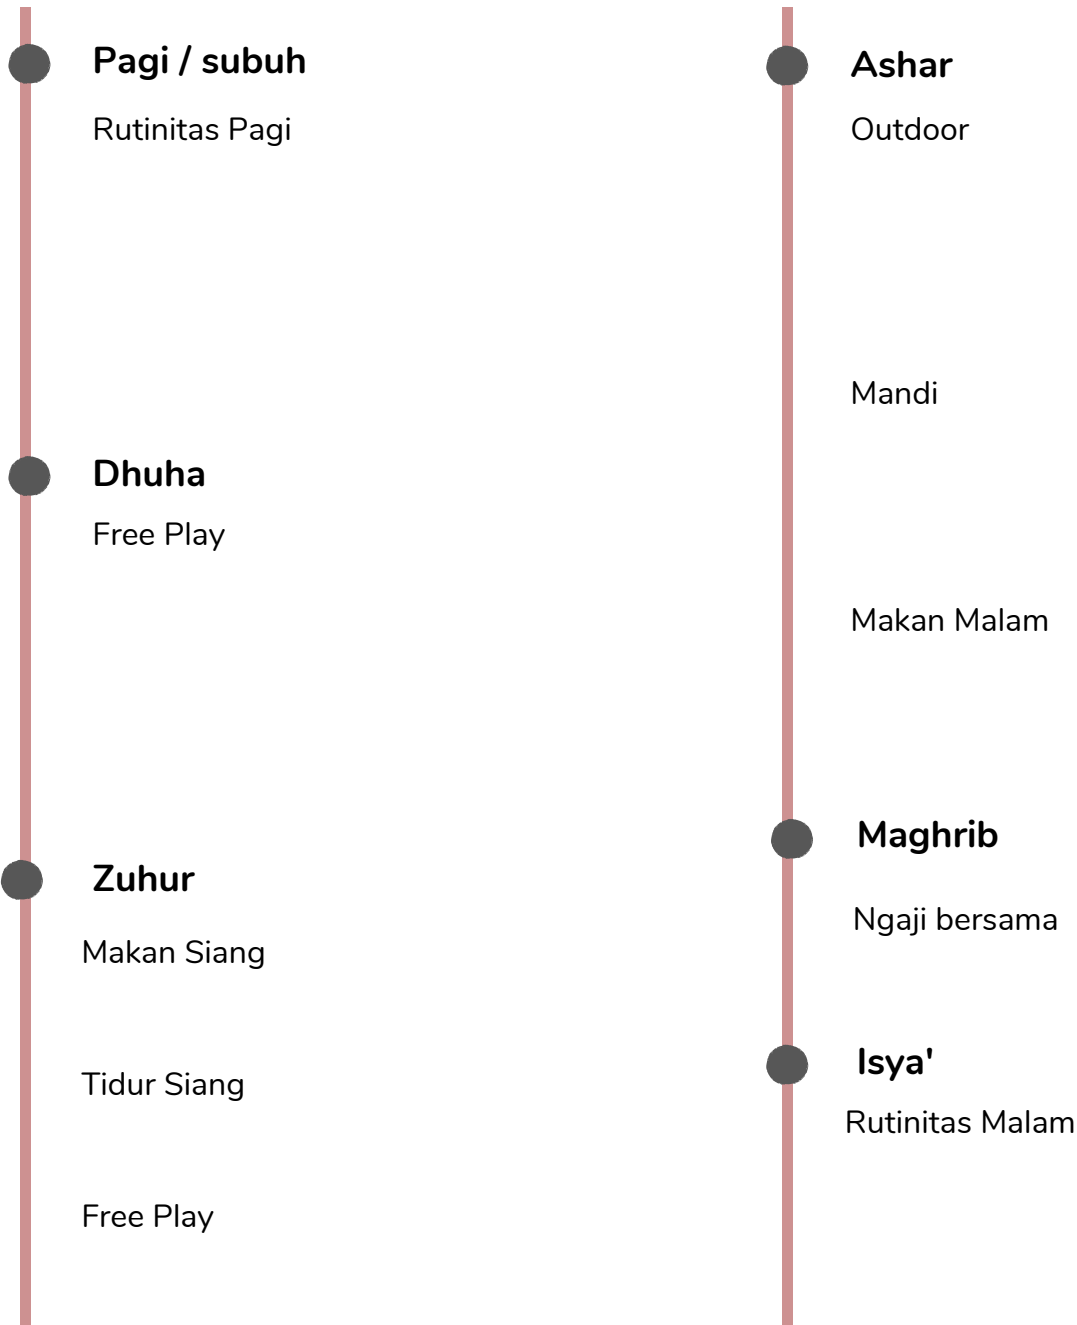 Pagi / subuh
Rutinitas Pagi
Dhuha
Free Play
Zuhur
Makan Siang
Tidur Siang
Free Play
Ashar
Outdoor
Mandi
Makan Malam
Maghrib
Ngaji bersama
Isya'
Rutinitas Malam